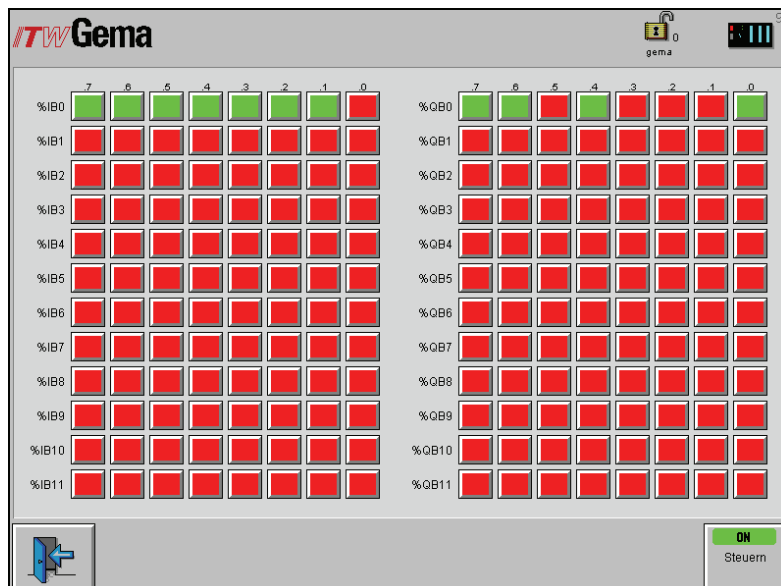 ITW Gema
0
gema
.7 .6 .5 .4 .3 .2 .1 .0 .7 .6 .5 .4 .3 .2 .1 .0
%IB0 %QB0
%IB1 %QB1
%IB2 %QB2
%IB3 %QB3
%IB4 %QB4
%IB5 %QB5
%IB6 %QB6
%IB7 %QB7
%IB8 %QB8
%IB9 %QB9
%IB10 %QB10
%IB11 %QB11
ON
Steuern